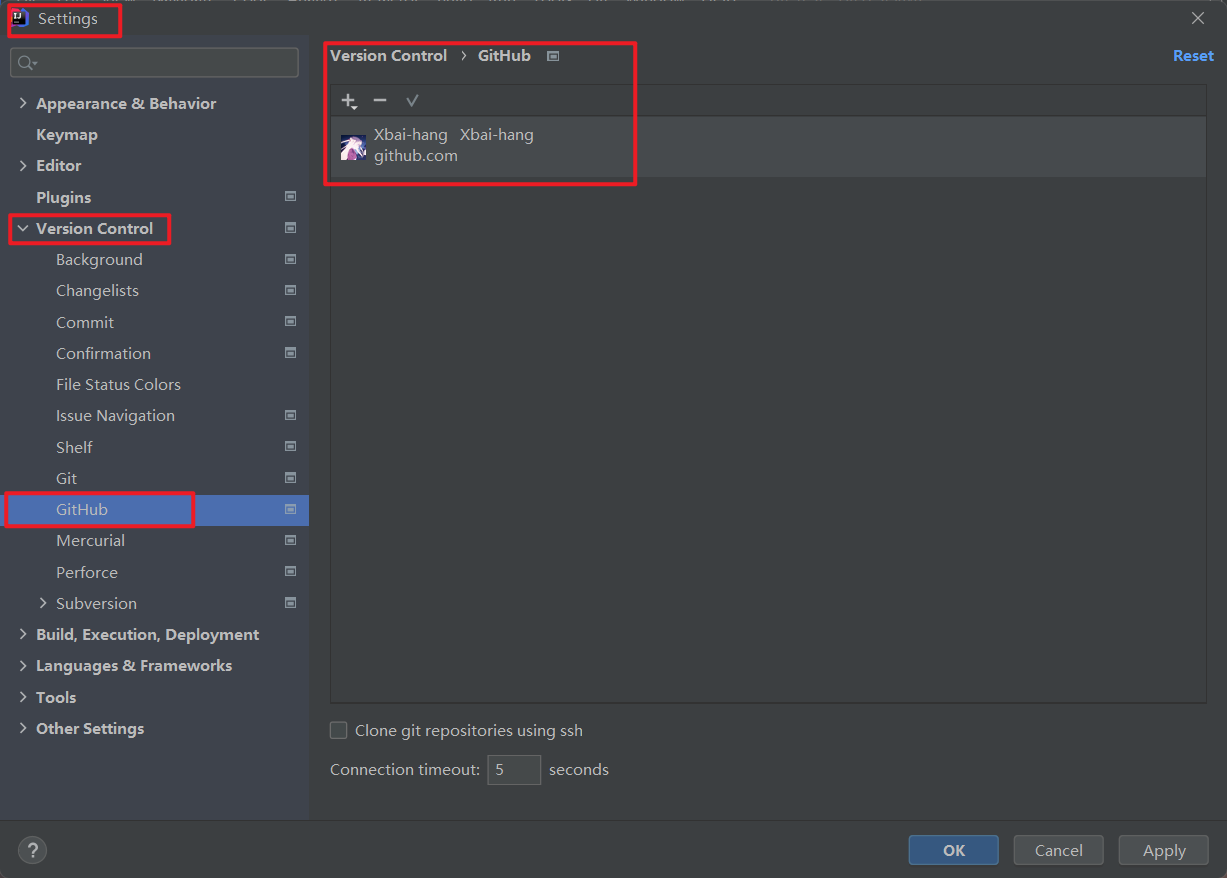 Settings
Version Control › GitHub
Reset
Appearance & Behavior
Keymap
Editor
Plugins
Version Control
Background
Changelists
Commit
Confirmation
File Status Colors
Issue Navigation
Shelf
Git
GitHub
Mercurial
Perforce
Subversion
Build, Execution, Deployment
Languages & Frameworks
Tools
Other Settings
Xbai-hang Xbai-hang
github.com
Clone git repositories using ssh
Connection timeout: 5 seconds
?
OK
Cancel
Apply